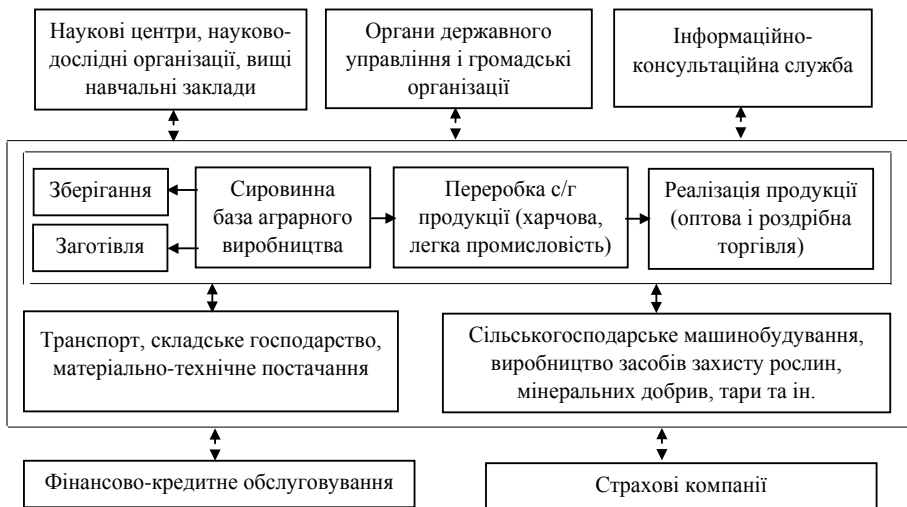 Наукові центри, науково-
дослідні організації, вищі
навчальні заклади
Органи державного
управління і громадські
організації
Інформаційно-
консультаційна служба
Зберігання
Заготівля
Сировинна
база аграрного
виробництва
Переробка с/г
продукції (харчова,
легка промисловість)
Реалізація продукції
(оптова і роздрібна
торгівля)
Транспорт, складське господарство,
матеріально-технічне постачання
Сільськогосподарське машинобудування,
виробництво засобів захисту рослин,
мінеральних добрив, тари та ін.
Фінансово-кредитне обслуговування
Страхові компанії